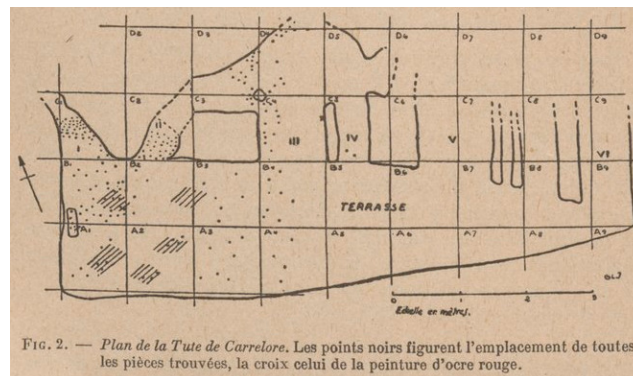 D2 D3 D4 D5 D6 D7 D8 D9
C2 C3 C4 C5 C6 C7 C8 C9
I II III IV V VI
B1 B2 B3 B4 B5 B6 B7 B8 B9
TERRASSE
A1 A2 A3 A4 A5 A6 A7 A8 A9
0 1 2 3
Echelle en mètres.
FIG. 2. — Plan de la Tute de Carrelore. Les points noirs figurent l'emplacement de toutes
les pièces trouvées, la croix celui de la peinture d'ocre rouge.